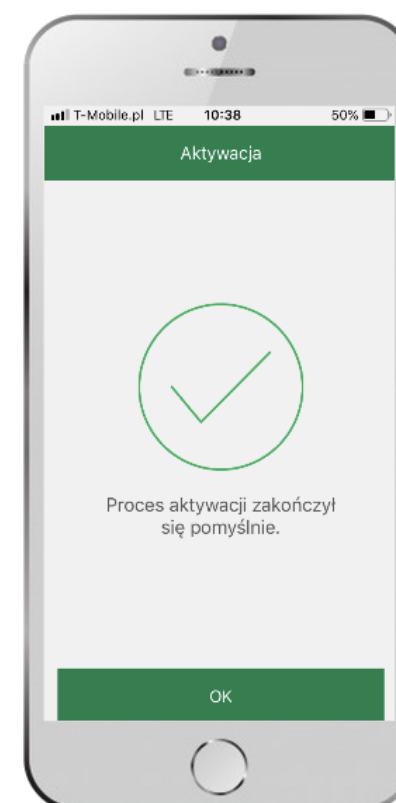 T-Mobile.pl LTE 10:38 50%
Aktywacja
Proces aktywacji zakończył
się pomyślnie.
OK